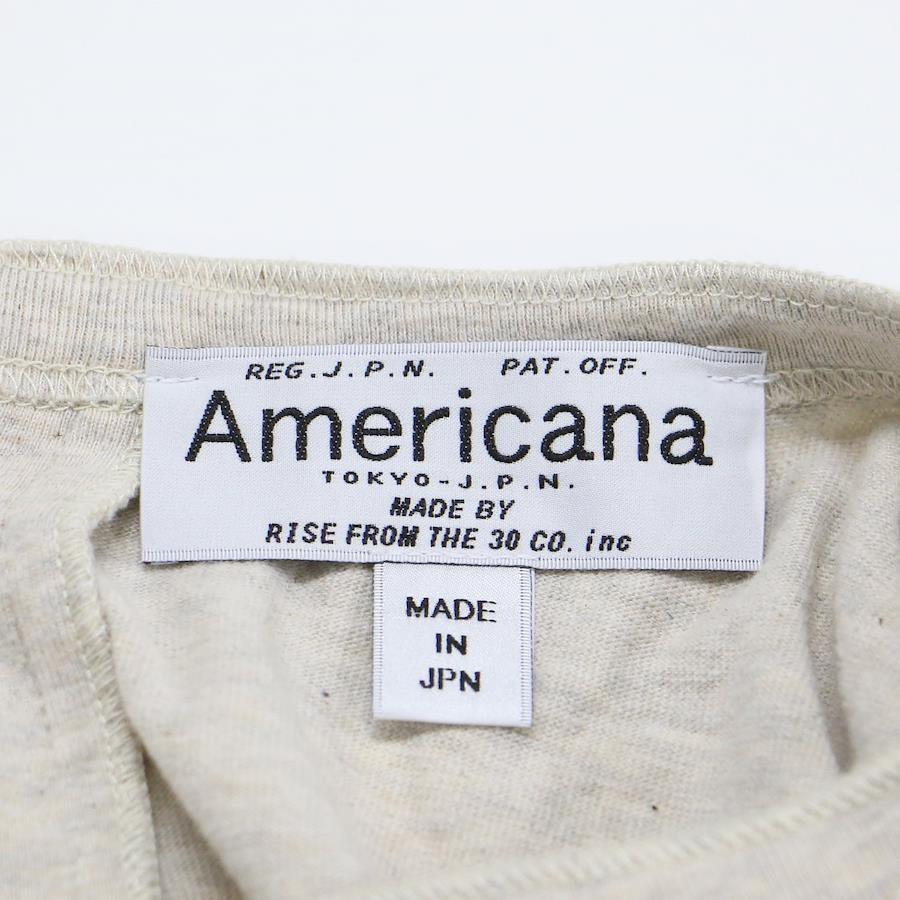 REG.J.P.N. PAT.OFF.
Americana
TOKYO-J.P.N.
MADE BY
RISE FROM THE 30 CO. inc
MADE
IN
JPN